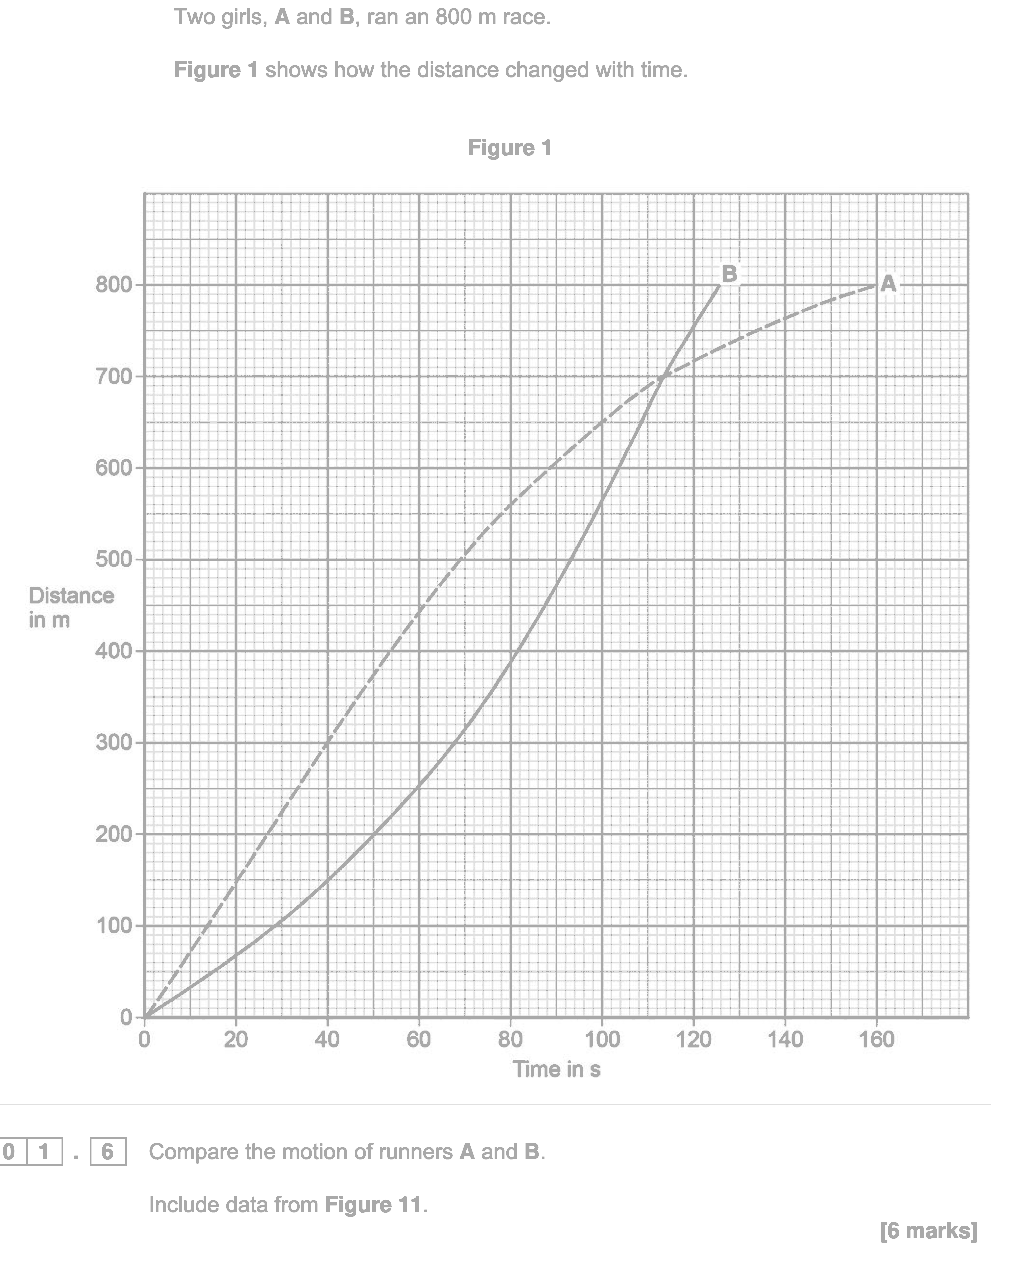 Two girls, A and B, ran an 800 m race.
Figure 1 shows how the distance changed with time.
Figure 1
B
A
800
700
600
500
Distance
in m
400
300
200
100
0
0 20 40 60 80 100 120 140 160
Time in s
0 1 . 6 Compare the motion of runners A and B.
Include data from Figure 11.
[6 marks]